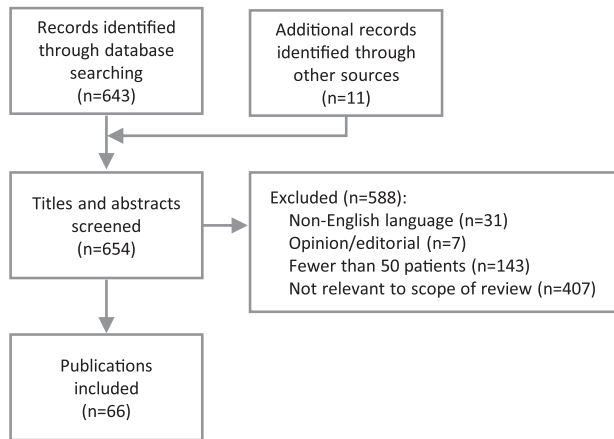 Records identified
through database
searching
(n=643)
Additional records
identified through
other sources
(n=11)
Titles and abstracts
screened
(n=654)
Excluded (n=588):
Non-English language (n=31)
Opinion/editorial (n=7)
Fewer than 50 patients (n=143)
Not relevant to scope of review (n=407)
Publications
included
(n=66)